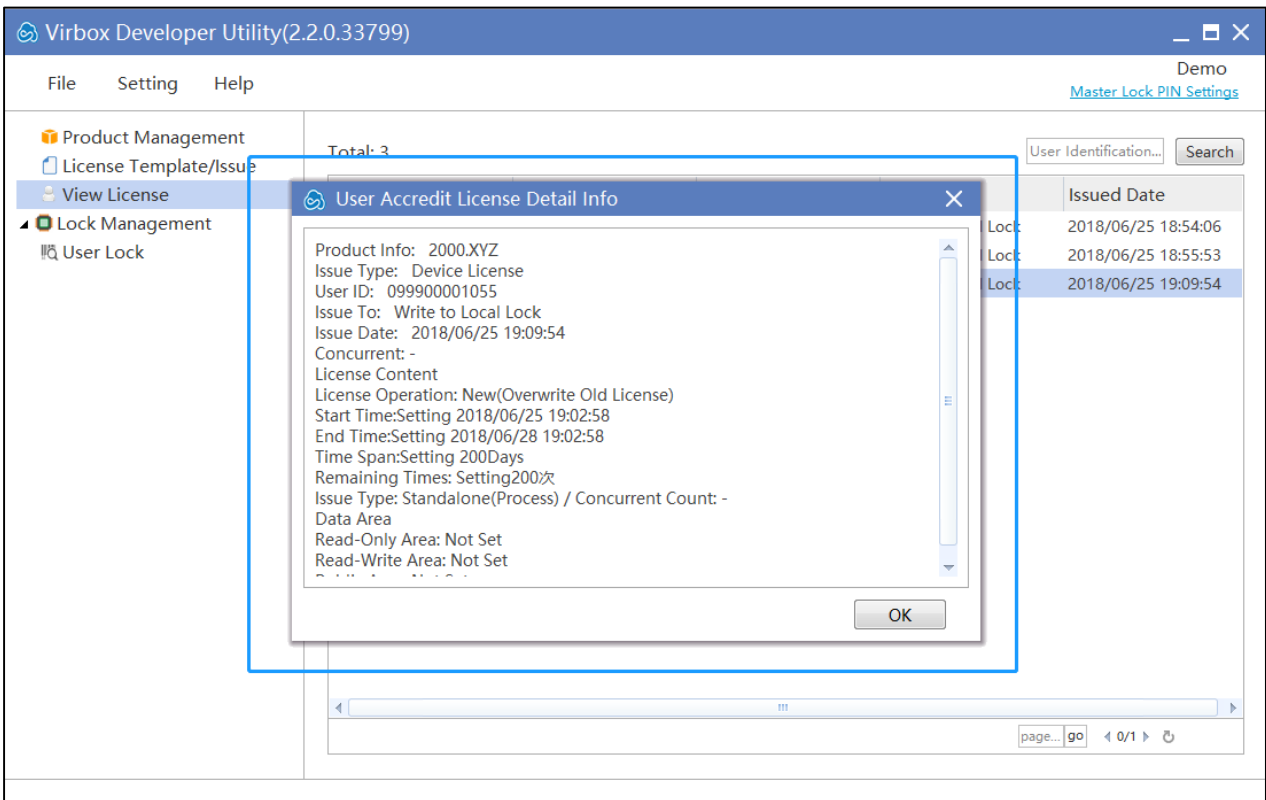 Virbox Developer Utility(2.2.0.33799)
File Setting Help
Demo
Master Lock PIN Settings
Product Management
License Template/Issue
View License
Lock Management
User Lock
Total: 3
User Identification... Search
Issued Date
Lock 2018/06/25 18:54:06
Lock 2018/06/25 18:55:53
Lock 2018/06/25 19:09:54
User Accredit License Detail Info
Product Info: 2000.XYZ
Issue Type: Device License
User ID: 099900001055
Issue To: Write to Local Lock
Issue Date: 2018/06/25 19:09:54
Concurrent: -
License Content
License Operation: New(Overwrite Old License)
Start Time:Setting 2018/06/25 19:02:58
End Time:Setting 2018/06/28 19:02:58
Time Span:Setting 200Days
Remaining Times: Setting200次
Issue Type: Standalone(Process) / Concurrent Count: -
Data Area
Read-Only Area: Not Set
Read-Write Area: Not Set
OK
page... go 0/1